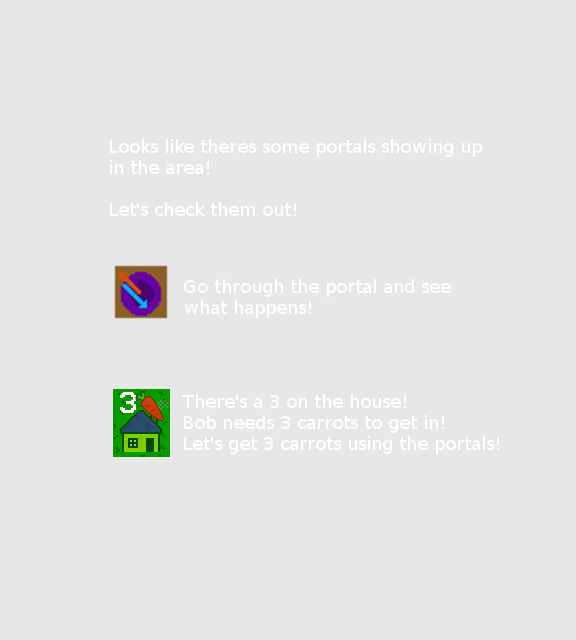 Looks like theres some portals showing up
in the area!
Let's check them out!
Go through the portal and see
what happens!
3
There's a 3 on the house!
Bob needs 3 carrots to get in!
Let's get 3 carrots using the portals!